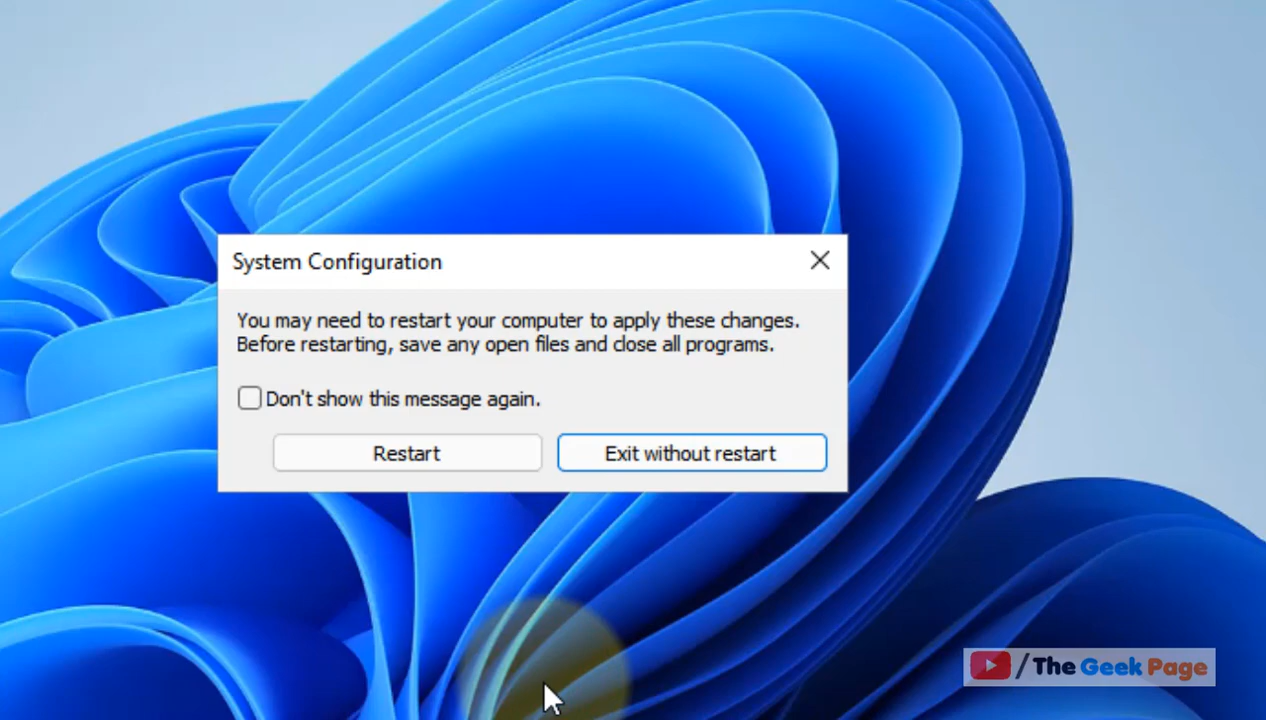 System Configuration
You may need to restart your computer to apply these changes.
Before restarting, save any open files and close all programs.
Don't show this message again.
Restart
Exit without restart
/The Geek Page